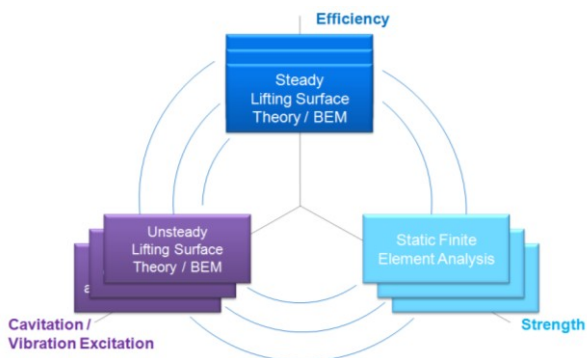 Efficiency
Steady
Lifting Surface
Theory / BEM
Unsteady
Lifting Surface
Theory / BEM
Static Finite
Element Analysis
Cavitation /
Vibration Excitation
Strength